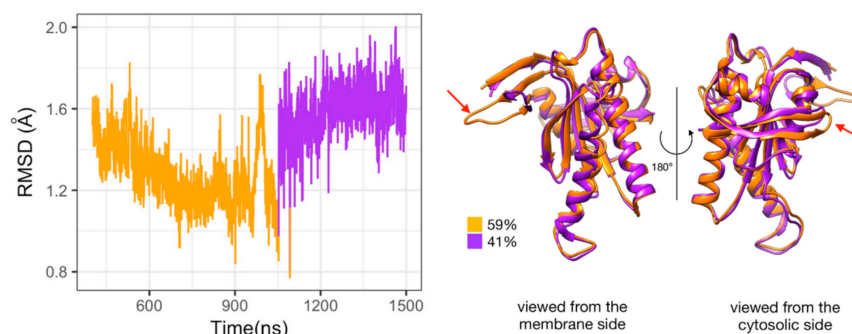 2.0
1.6
1.2
0.8
RMSD (Å)
600
900
1200
1500
Time(ns)
59%
41%
180°
viewed from the
membrane side
viewed from the
cytosolic side